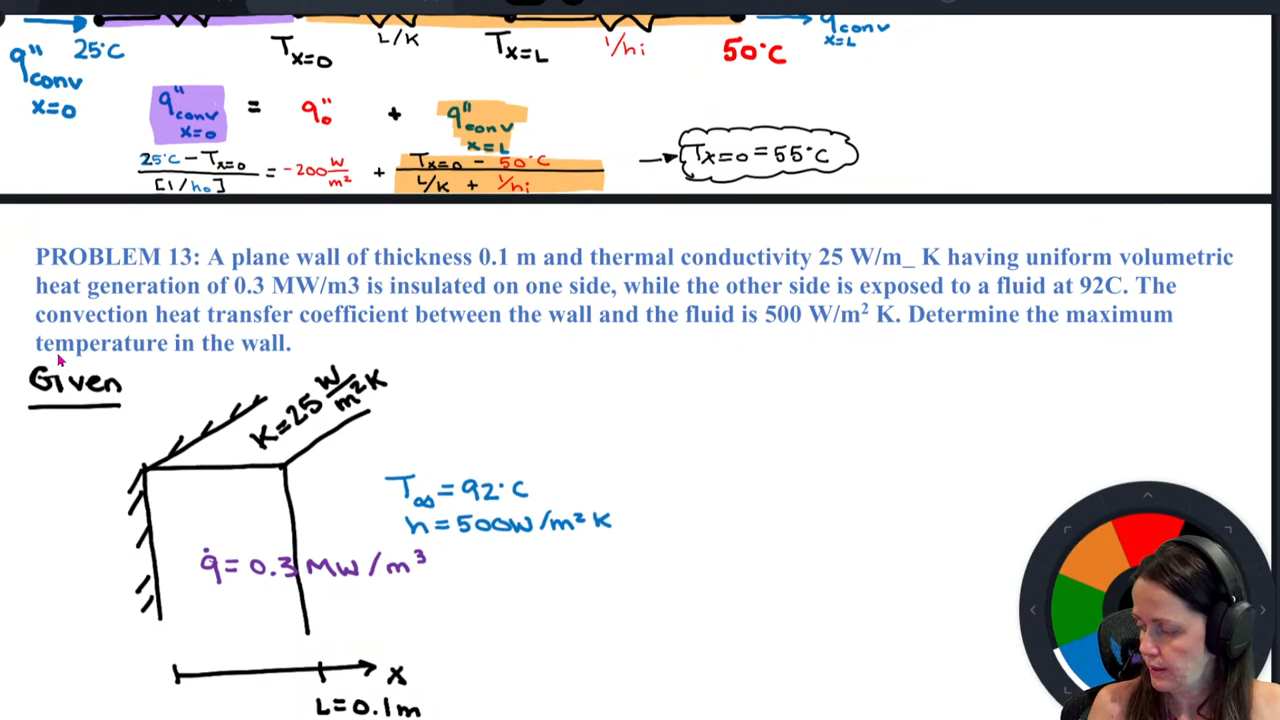 25°C
T x=0
L/K
T x=L
1/hi
50°C
q" conv x=L
q" conv x=0
q" conv x=0 = q"o + q" conv x=L
25°C - Tx=0 / [1/ho] = -200 W/m² + Tx=0 - 50°C / L/K + 1/hi
Tx=0 = 55°C
PROBLEM 13: A plane wall of thickness 0.1 m and thermal conductivity 25 W/m_ K having uniform volumetric
heat generation of 0.3 MW/m3 is insulated on one side, while the other side is exposed to a fluid at 92C. The
convection heat transfer coefficient between the wall and the fluid is 500 W/m² K. Determine the maximum
temperature in the wall.
Given
K=25 W/m²K
T∞ = 92°C
h = 500W/m²K
q̇ = 0.3 MW/m³
x
L=0.1m